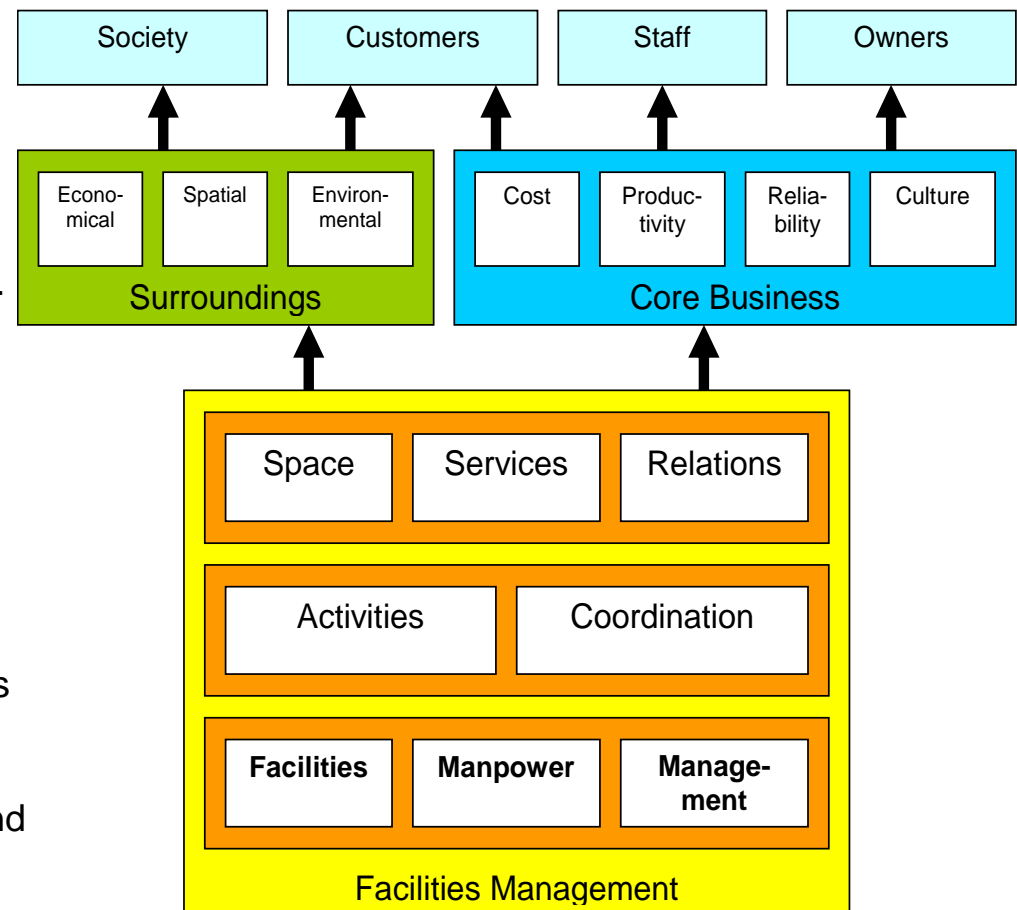 Society
Customers
Staff
Owners
Econo-
mical
Spatial
Environ-
mental
Surroundings
Cost
Produc-
tivity
Relia-
bility
Culture
Core Business
Space
Services
Relations
Activities
Coordination
s
Facilities
Manpower
Manage-
ment
nd
Facilities Management